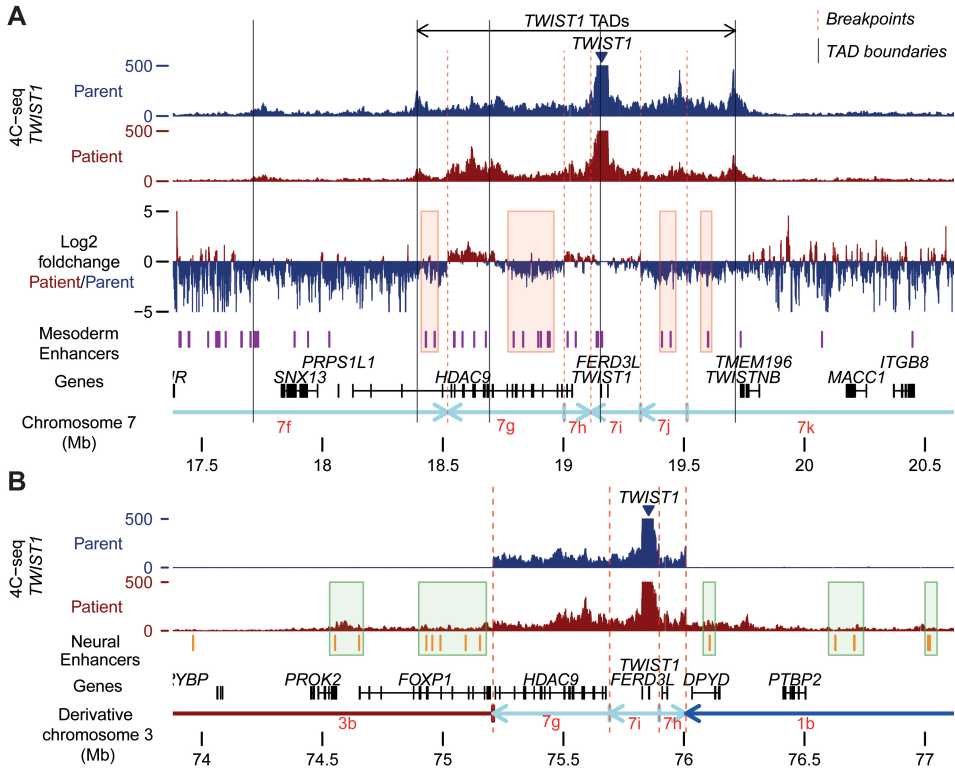 A
TWIST1 TADs
Breakpoints
TWIST1
TAD boundaries
4C−seq
TWIST1
Parent
500
0
Patient
500
0
Log2
foldchange
Patient/Parent
5
0
−5
Mesoderm
Enhancers
PRPS1L1
FERD3L
TMEM196
ITGB8
Genes
IR
SNX13
HDAC9
TWIST1
TWISTNB
MACC1
Chromosome 7
(Mb)
7f
7g
7h
7i
7j
7k
17.5
18
18.5
19
19.5
20
20.5
B
TWIST1
4C−seq
TWIST1
Parent
500
0
Patient
500
0
Neural
Enhancers
TWIST1
Genes
RYBP
PROK2
FOXP1
HDAC9
FERD3L
DPYD
PTBP2
Derivative
chromosome 3
(Mb)
3b
7g
7i
7h
1b
74
74.5
75
75.5
76
76.5
77